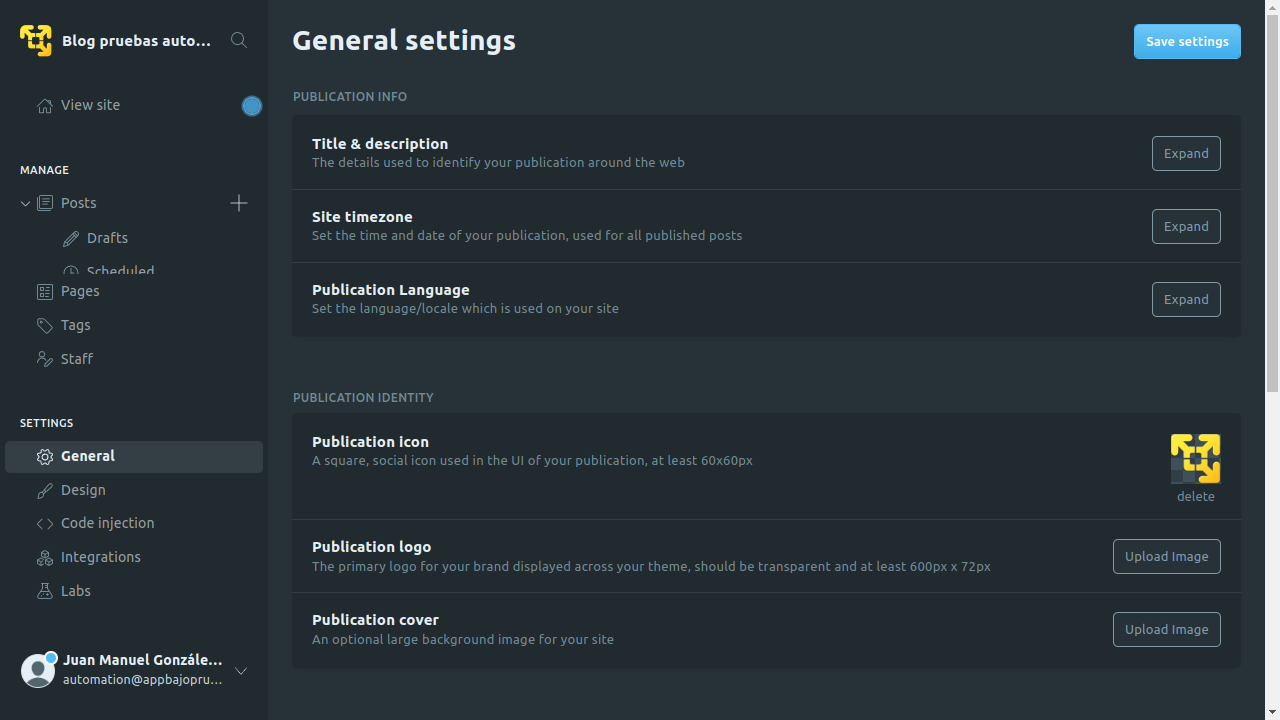 Blog pruebas auto...
View site
MANAGE
Posts
Drafts
Scheduled
Pages
Tags
Staff
SETTINGS
General
Design
Code injection
Integrations
Labs
Juan Manuel Gonzále...
automation@appbajopru...
General settings
Save settings
PUBLICATION INFO
Title & description
The details used to identify your publication around the web
Expand
Site timezone
Set the time and date of your publication, used for all published posts
Expand
Publication Language
Set the language/locale which is used on your site
Expand
PUBLICATION IDENTITY
Publication icon
A square, social icon used in the UI of your publication, at least 60x60px
delete
Publication logo
The primary logo for your brand displayed across your theme, should be transparent and at least 600px x 72px
Upload Image
Publication cover
An optional large background image for your site
Upload Image